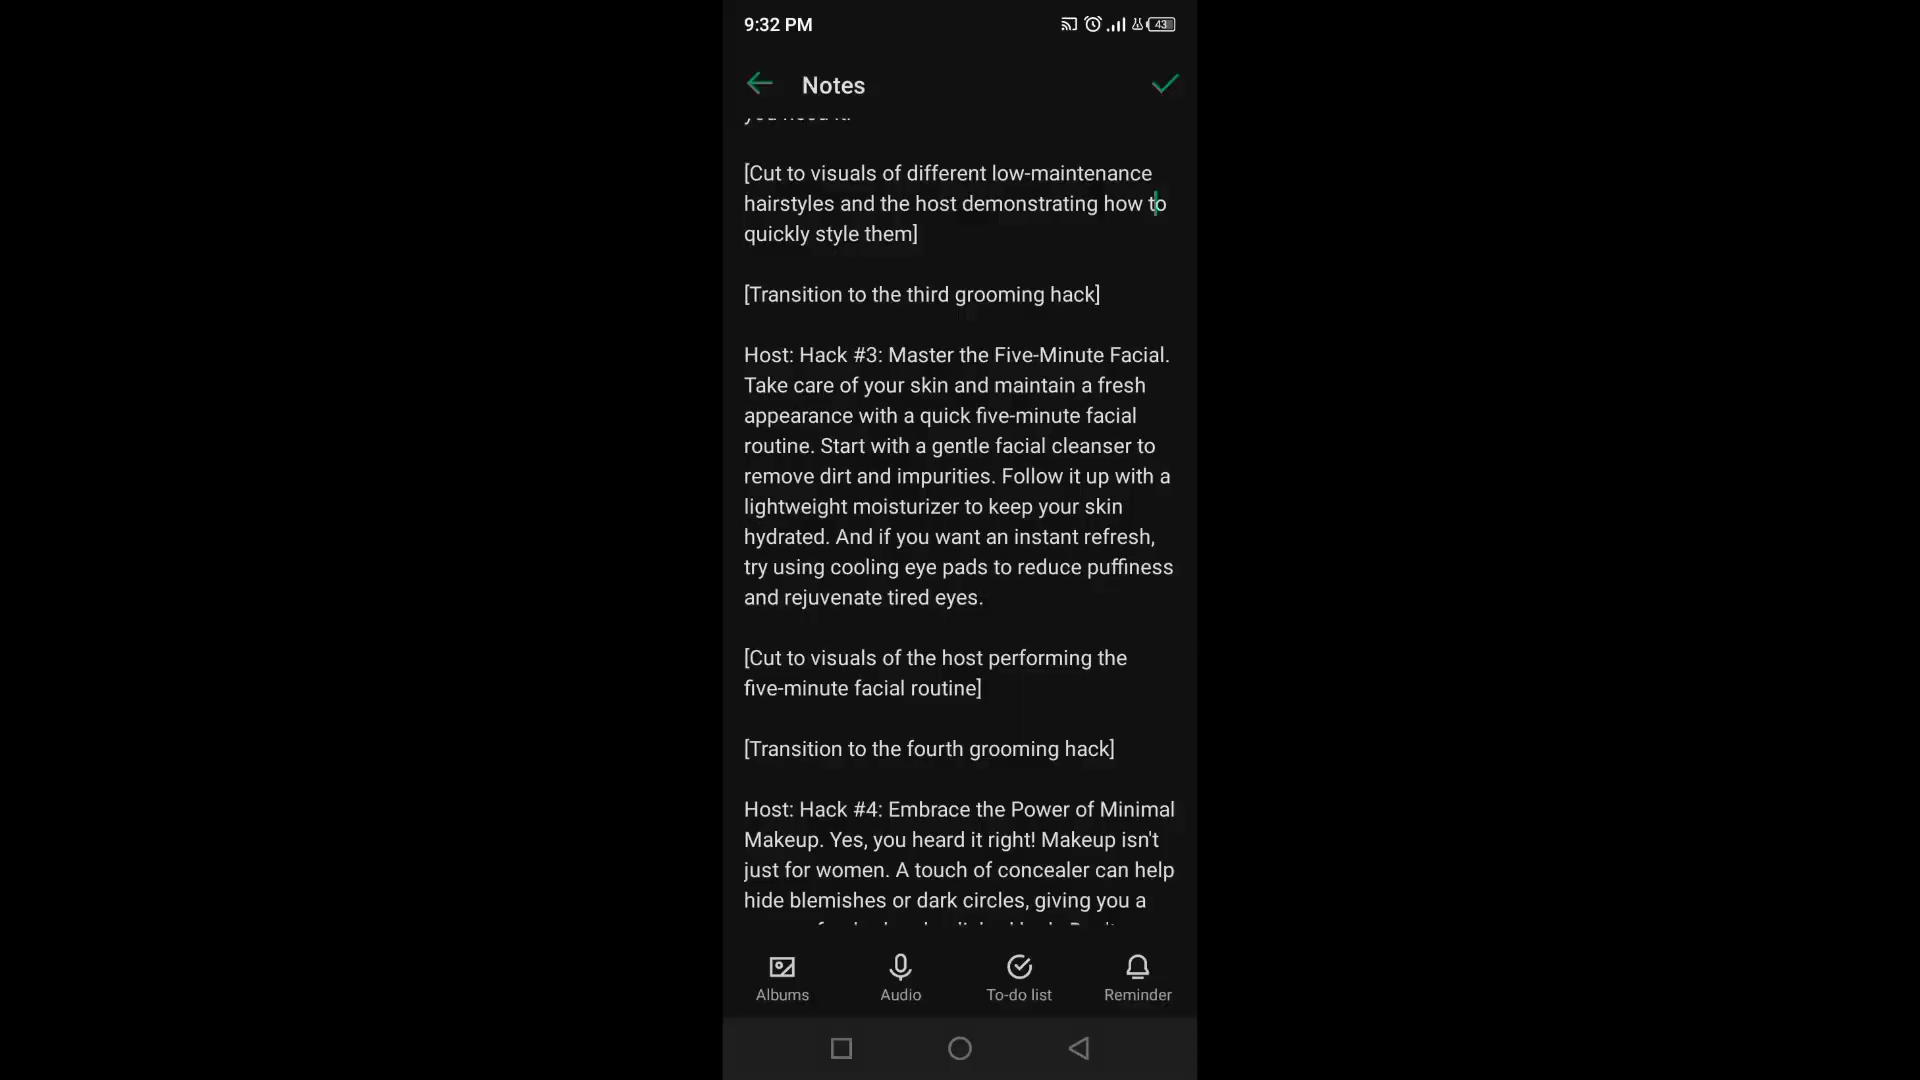 9:32 PM
43
Notes
you need it.
[Cut to visuals of different low-maintenance
hairstyles and the host demonstrating how to
quickly style them]
[Transition to the third grooming hack]
Host: Hack #3: Master the Five-Minute Facial.
Take care of your skin and maintain a fresh
appearance with a quick five-minute facial
routine. Start with a gentle facial cleanser to
remove dirt and impurities. Follow it up with a
lightweight moisturizer to keep your skin
hydrated. And if you want an instant refresh,
try using cooling eye pads to reduce puffiness
and rejuvenate tired eyes.
[Cut to visuals of the host performing the
five-minute facial routine]
[Transition to the fourth grooming hack]
Host: Hack #4: Embrace the Power of Minimal
Makeup. Yes, you heard it right! Makeup isn't
just for women. A touch of concealer can help
hide blemishes or dark circles, giving you a
Albums
Audio
To-do list
Reminder